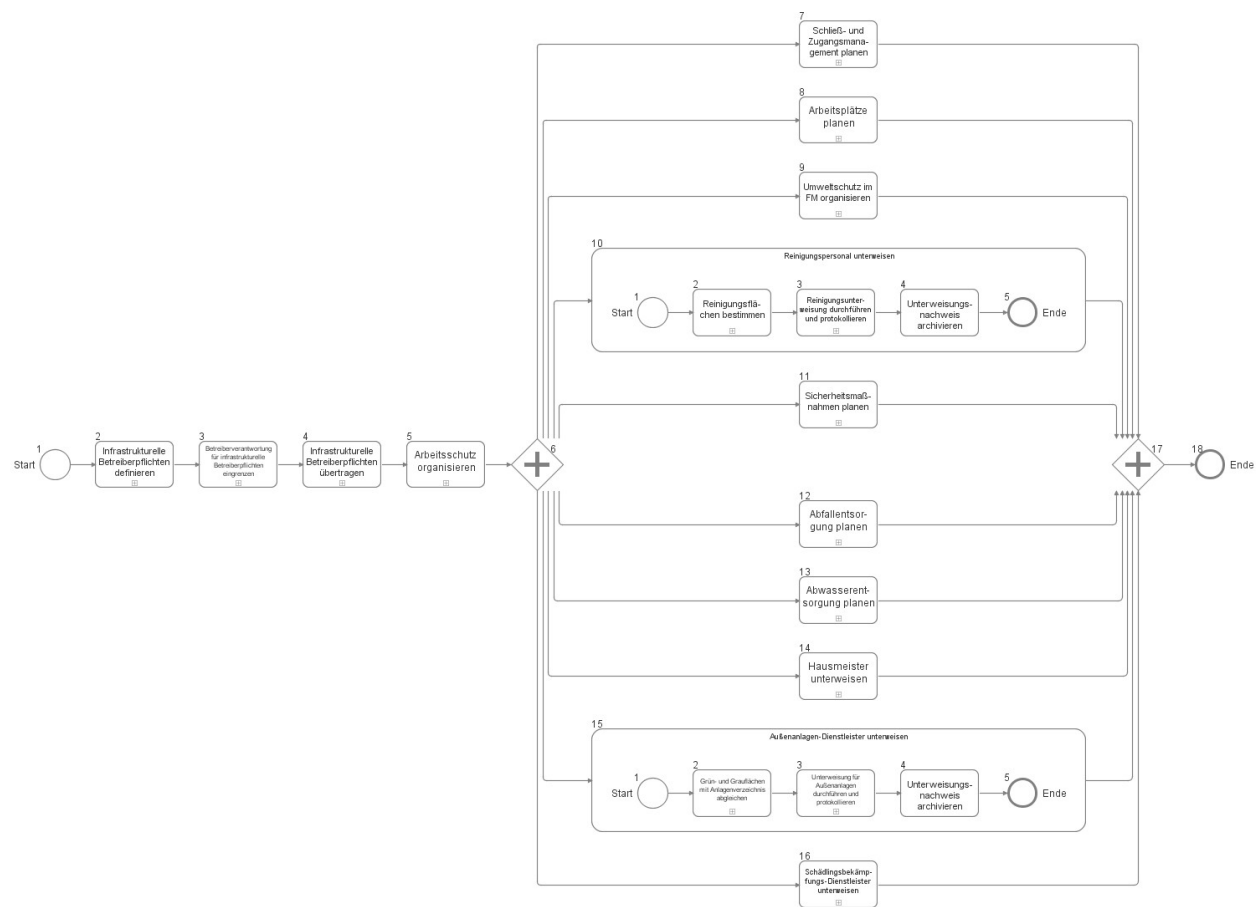 7
Schließ- und
Zugangsmana-
gement planen
8
Arbeitsplätze
planen
9
Umweltschutz im
FM organisieren
10
Reinigungspersonal unterweisen
1
Start
2
Reinigungsflä-
chen bestimmen
3
Reinigungsunter-
weisung durchführen
und protokollieren
4
Unterweisungs-
nachweis
archivieren
5
Ende
11
Sicherheitsmaß-
nahmen planen
1
Start
2
Infrastrukturelle
Betreiberpflichten
definieren
3
Betreiberverantwortung
für infrastrukturelle
Betreiberpflichten
eingrenzen
4
Infrastrukturelle
Betreiberpflichten
übertragen
5
Arbeitsschutz
organisieren
6
17
18
Ende
12
Abfallentsor-
gung planen
13
Abwasserent-
sorgung planen
14
Hausmeister
unterweisen
15
Außenanlagen-Dienstleister unterweisen
1
Start
2
Grün- und Grauflächen
mit Anlagenverzeichnis
abgleichen
3
Unterweisung für
Außenanlagen
durchführen und
protokollieren
4
Unterweisungs-
nachweis
archivieren
5
Ende
16
Schädlingsbekämp-
fungs-Dienstleister
unterweisen